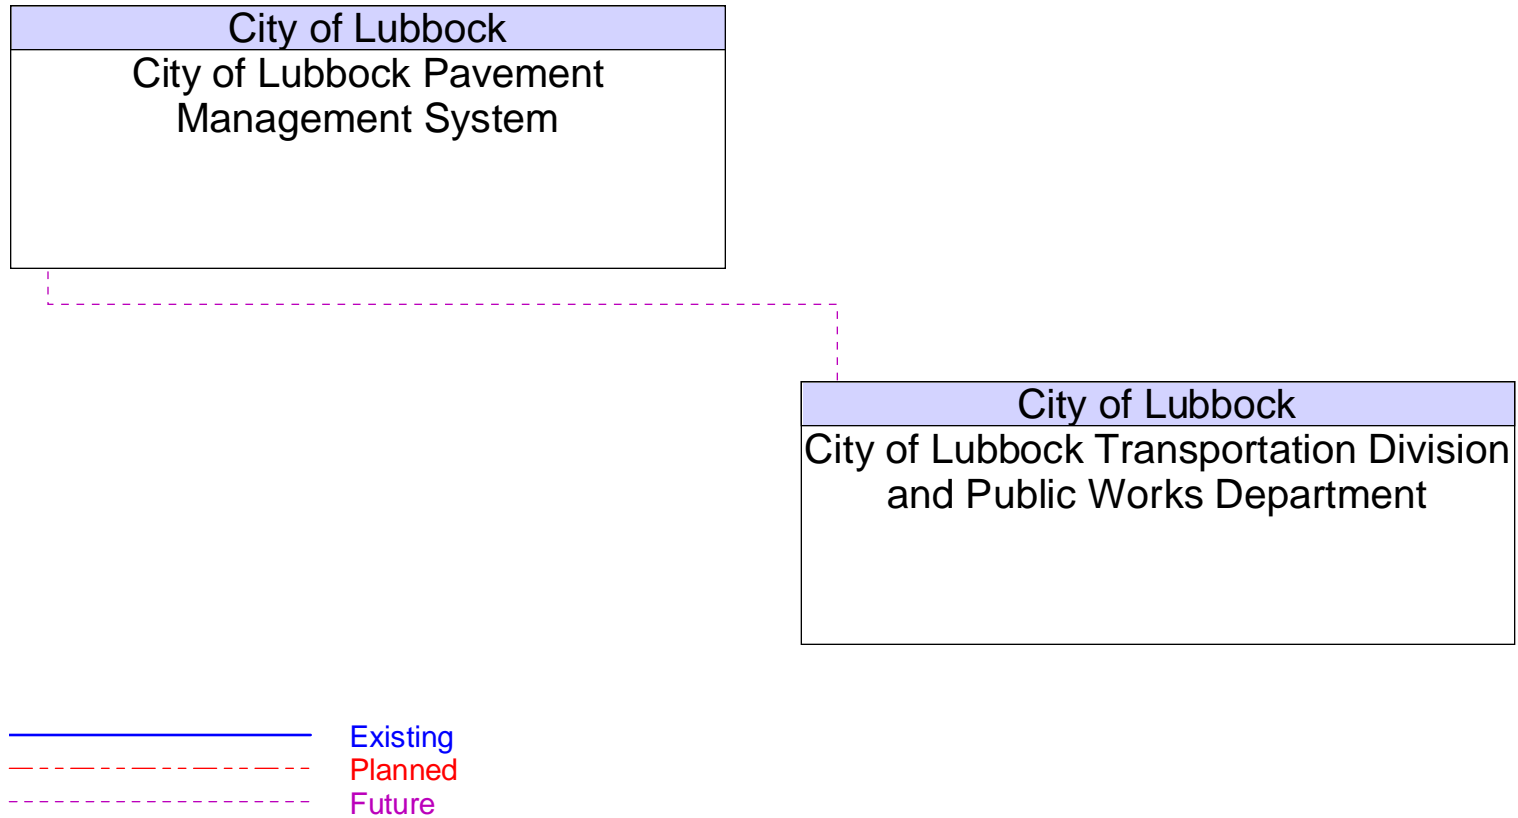 City of Lubbock
City of Lubbock Pavement
Management System
City of Lubbock
City of Lubbock Transportation Division
and Public Works Department
Existing
Planned
Future